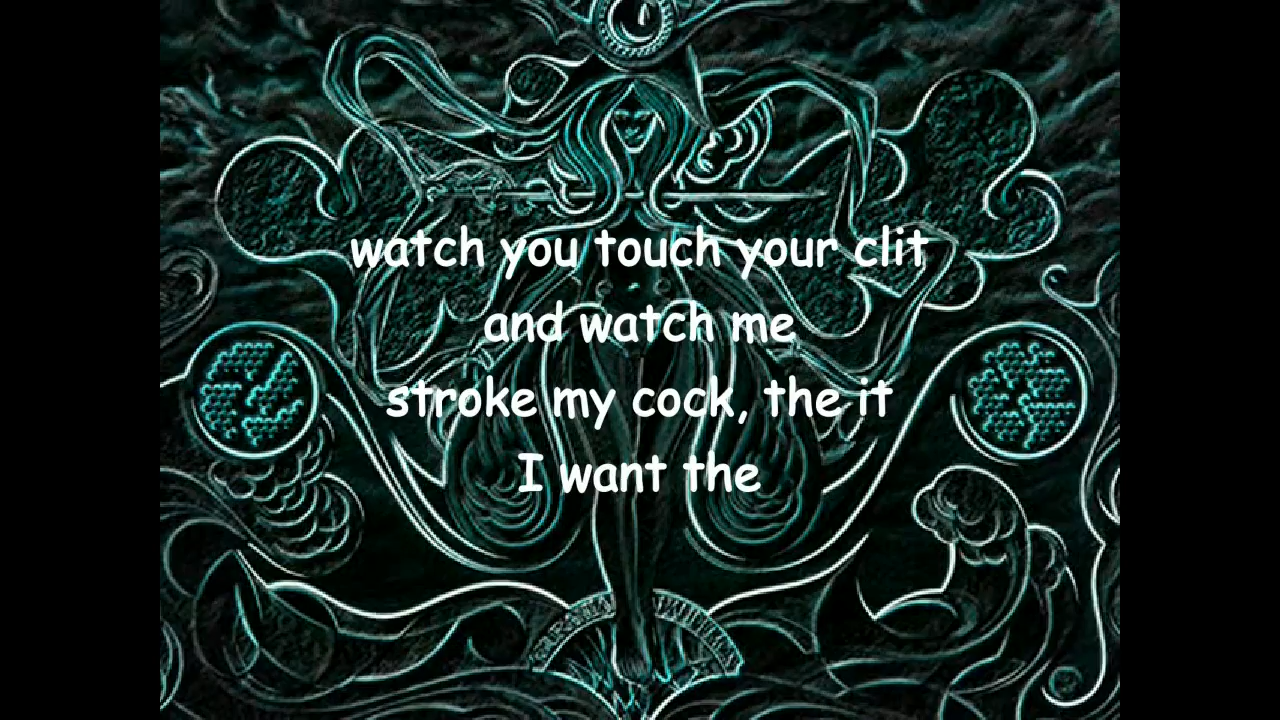 watch you touch your clit
and watch me
stroke my cock, the it
I want the